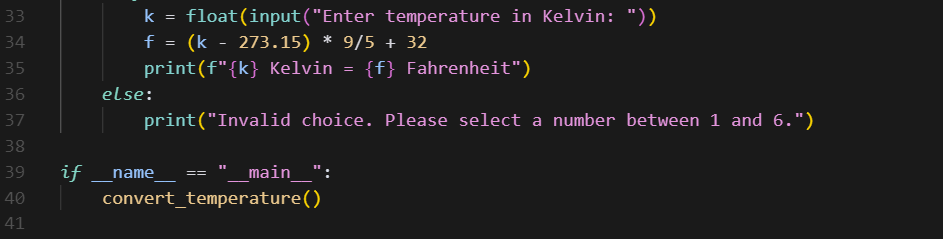 33 k = float(input("Enter temperature in Kelvin: "))
34 f = (k - 273.15) * 9/5 + 32
35 print(f"{k} Kelvin = {f} Fahrenheit")
36 else:
37 print("Invalid choice. Please select a number between 1 and 6.")
38
39 if __name__ == "__main__":
40 convert_temperature()
41